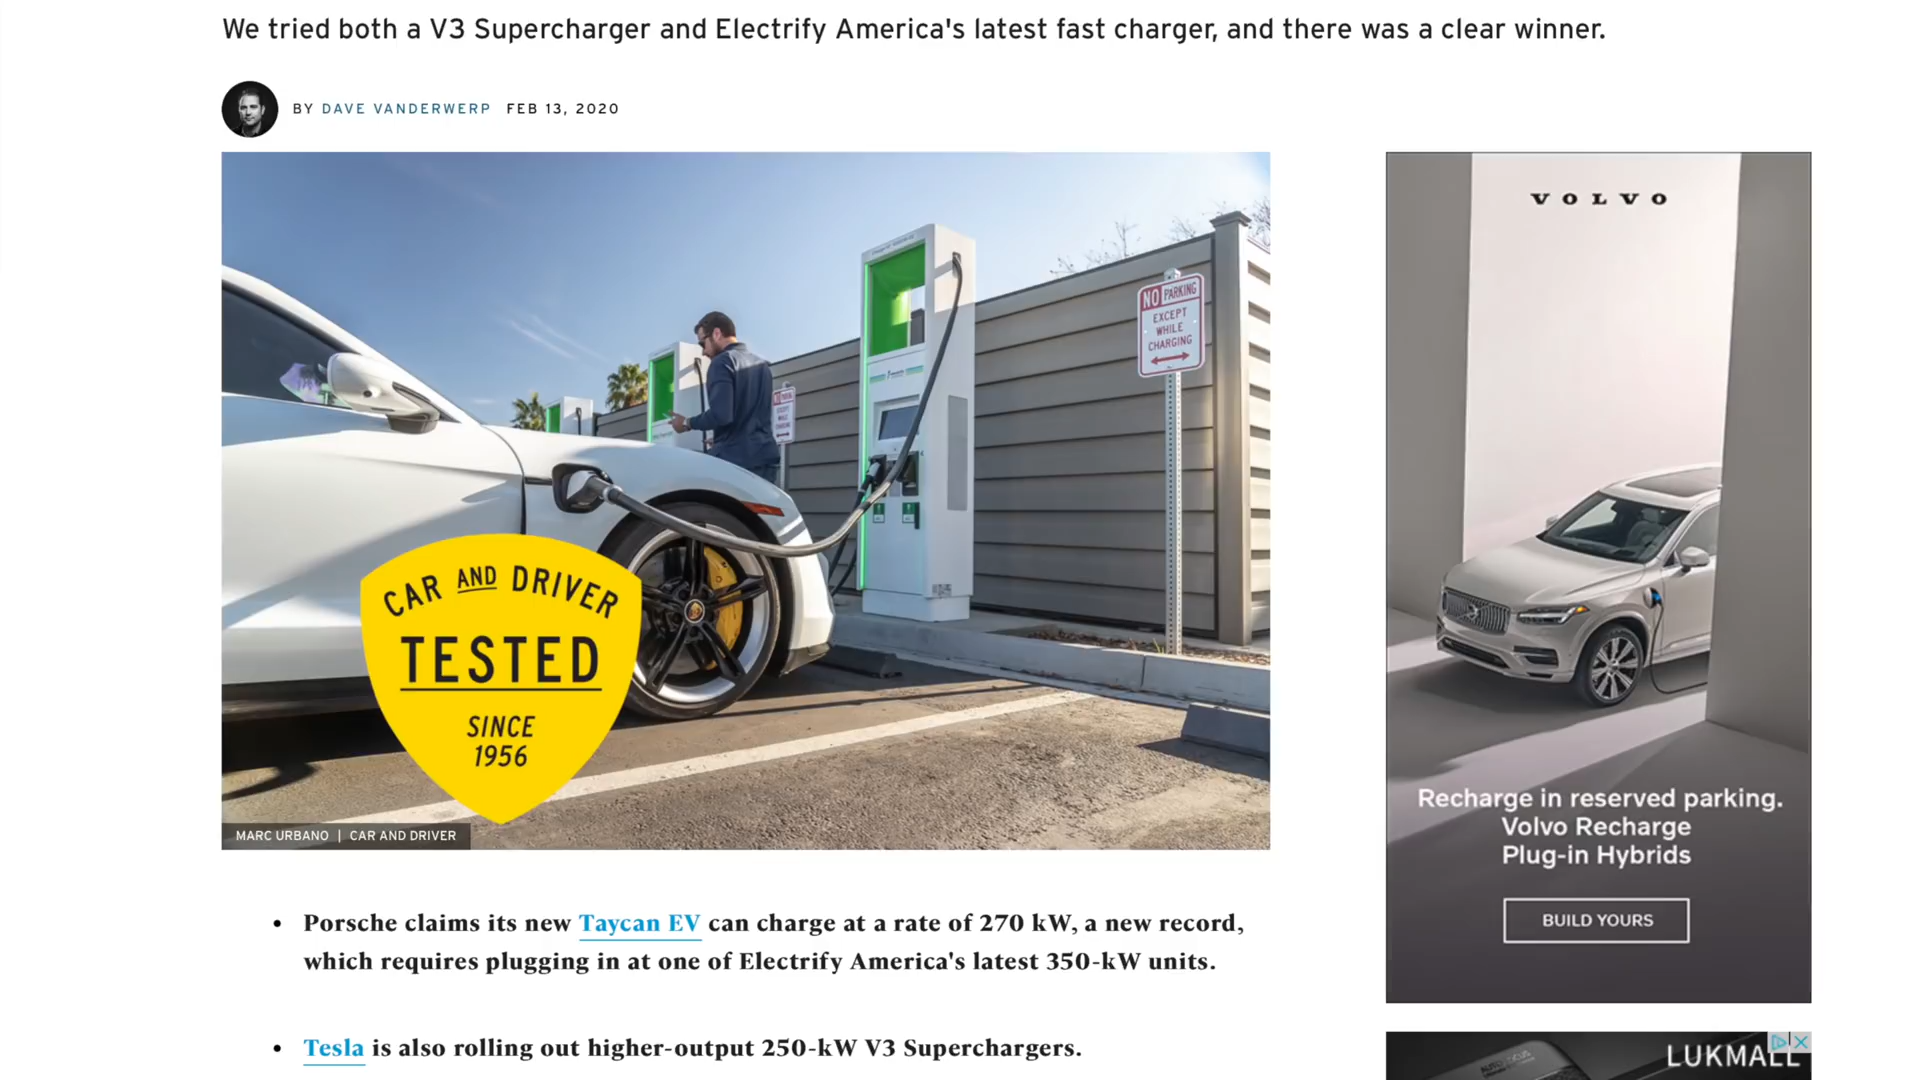 We tried both a V3 Supercharger and Electrify America's latest fast charger, and there was a clear winner.
BY DAVE VANDERWERP FEB 13, 2020
NO PARKING
EXCEPT
WHILE
CHARGING
CAR AND DRIVER
TESTED
SINCE
1956
MARC URBANO | CAR AND DRIVER
• Porsche claims its new Taycan EV can charge at a rate of 270 kW, a new record,
which requires plugging in at one of Electrify America's latest 350-kW units.
• Tesla is also rolling out higher-output 250-kW V3 Superchargers.
VOLVO
Recharge in reserved parking.
Volvo Recharge
Plug-in Hybrids
BUILD YOURS
LUKMALL